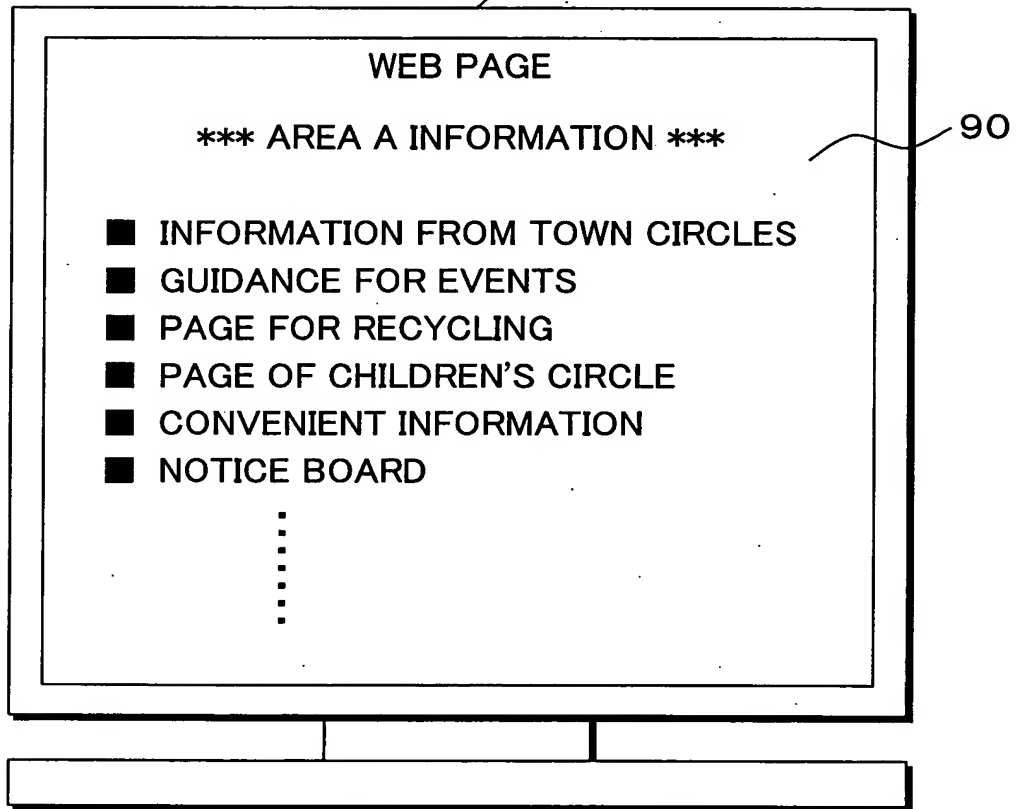 WEB PAGE
*** AREA A INFORMATION ***
90
■ INFORMATION FROM TOWN CIRCLES
■ GUIDANCE FOR EVENTS
■ PAGE FOR RECYCLING
■ PAGE OF CHILDREN'S CIRCLE
■ CONVENIENT INFORMATION
■ NOTICE BOARD